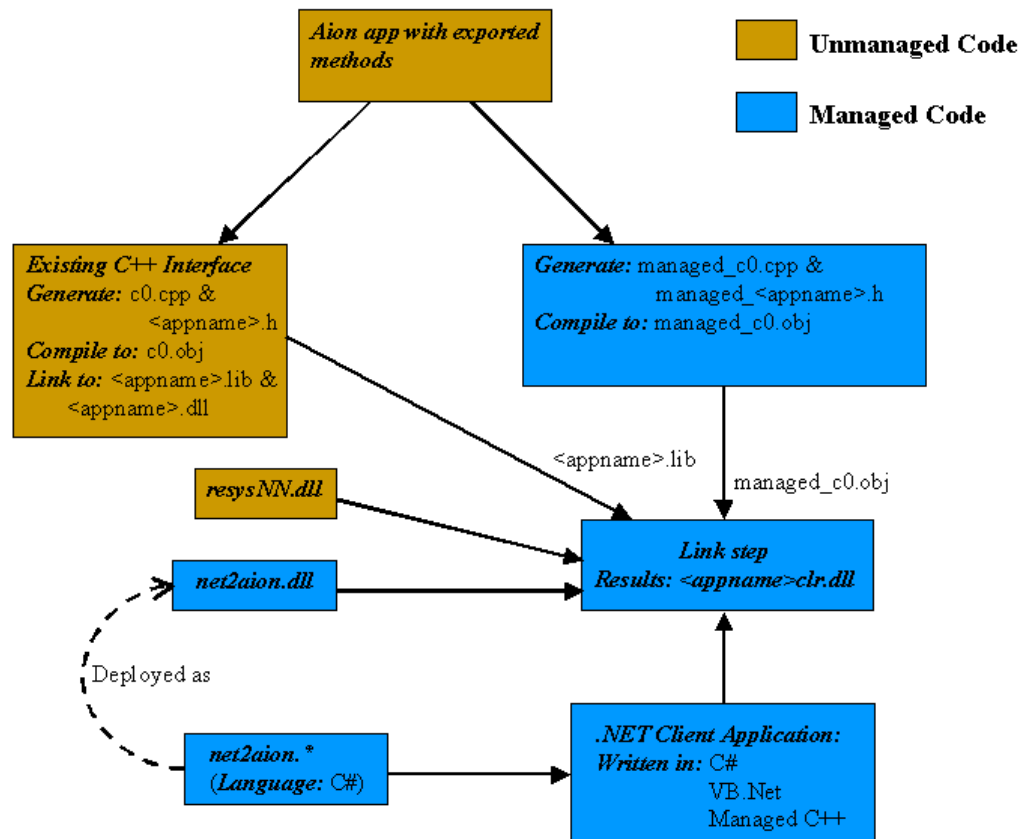 Aion app with exported
methods
Unmanaged Code
Managed Code
Existing C++ Interface
Generate: c0.cpp &
<appname>.h
Compile to: c0.obj
Link to: <appname>.lib &
<appname>.dll
Generate: managed_c0.cpp &
managed_<appname>.h
Compile to: managed_c0.obj
<appname>.lib
managed_c0.obj
resysNN.dll
Link step
Results: <appname>clr.dll
net2aion.dll
Deployed as
net2aion.*
(Language: C#)
.NET Client Application:
Written in: C#
VB.Net
Managed C++